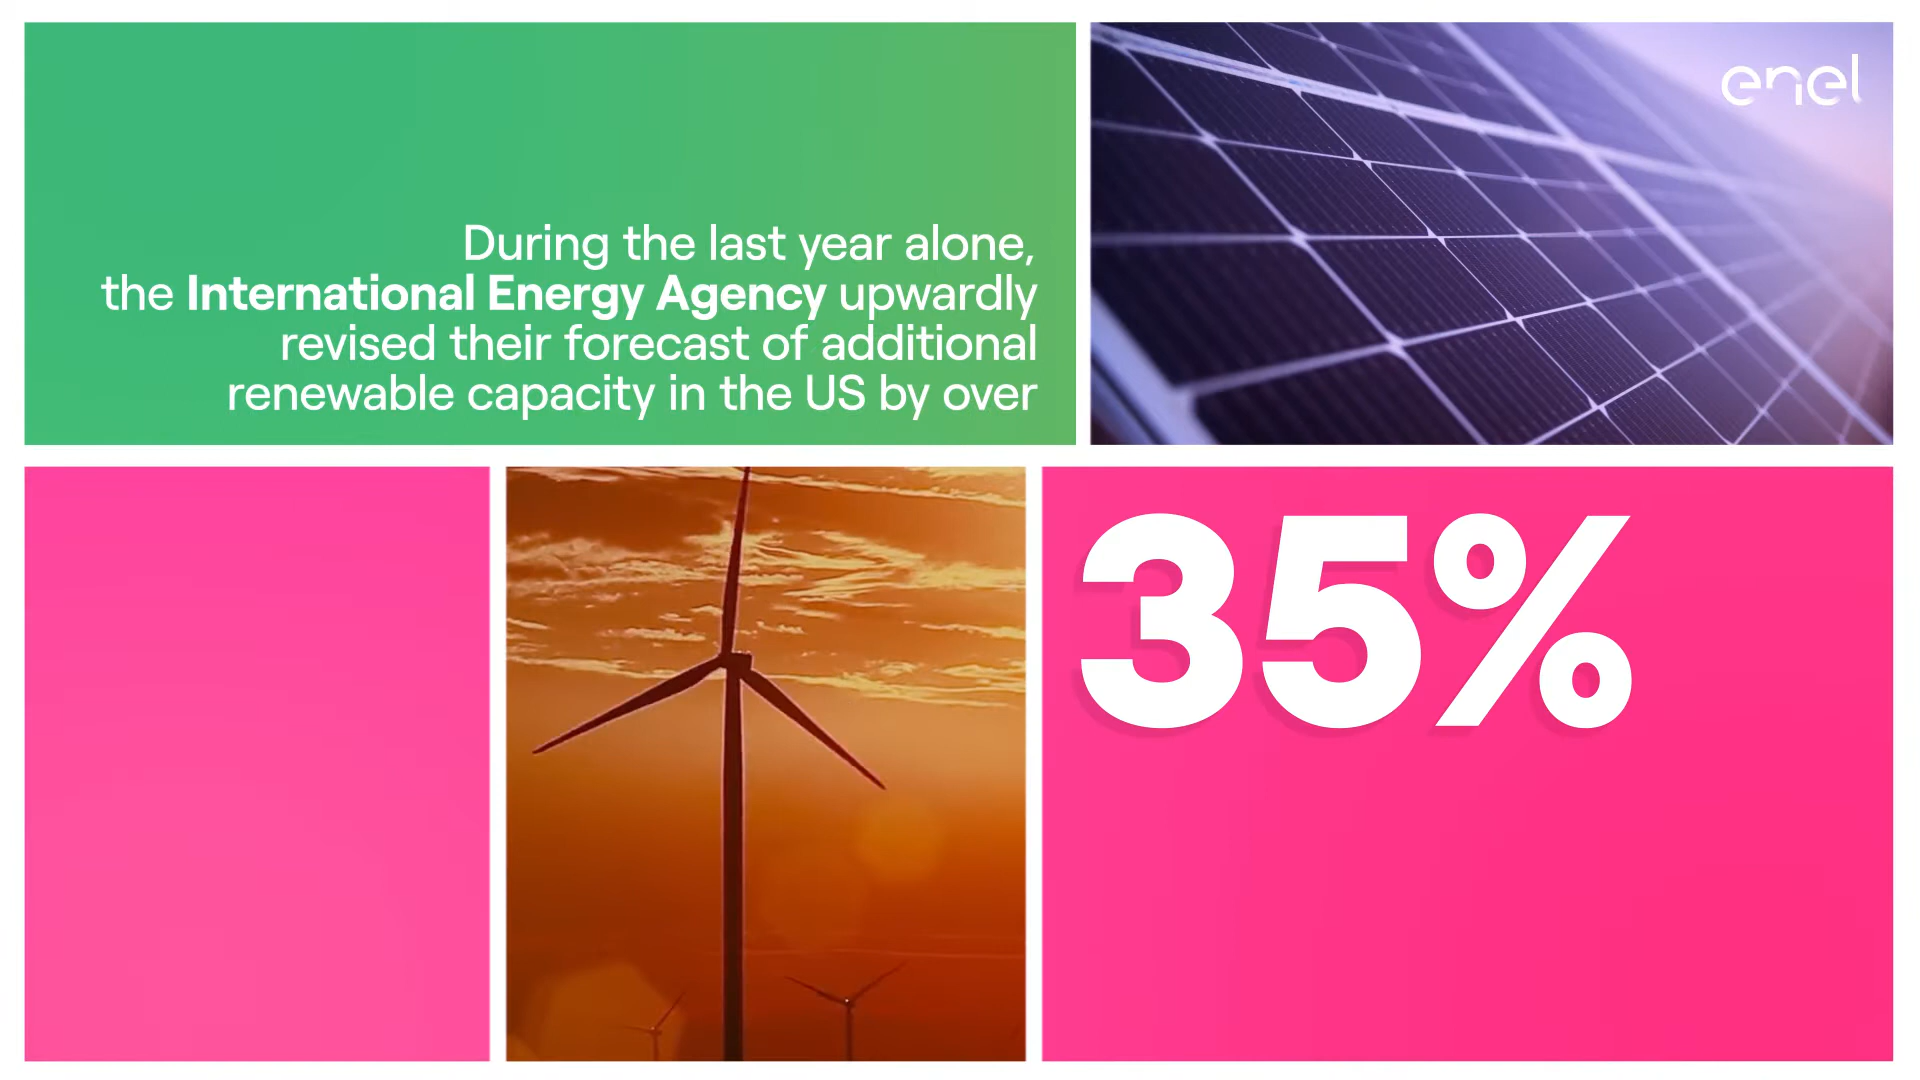 enel
During the last year alone,
the International Energy Agency upwardly
revised their forecast of additional
renewable capacity in the US by over
35%